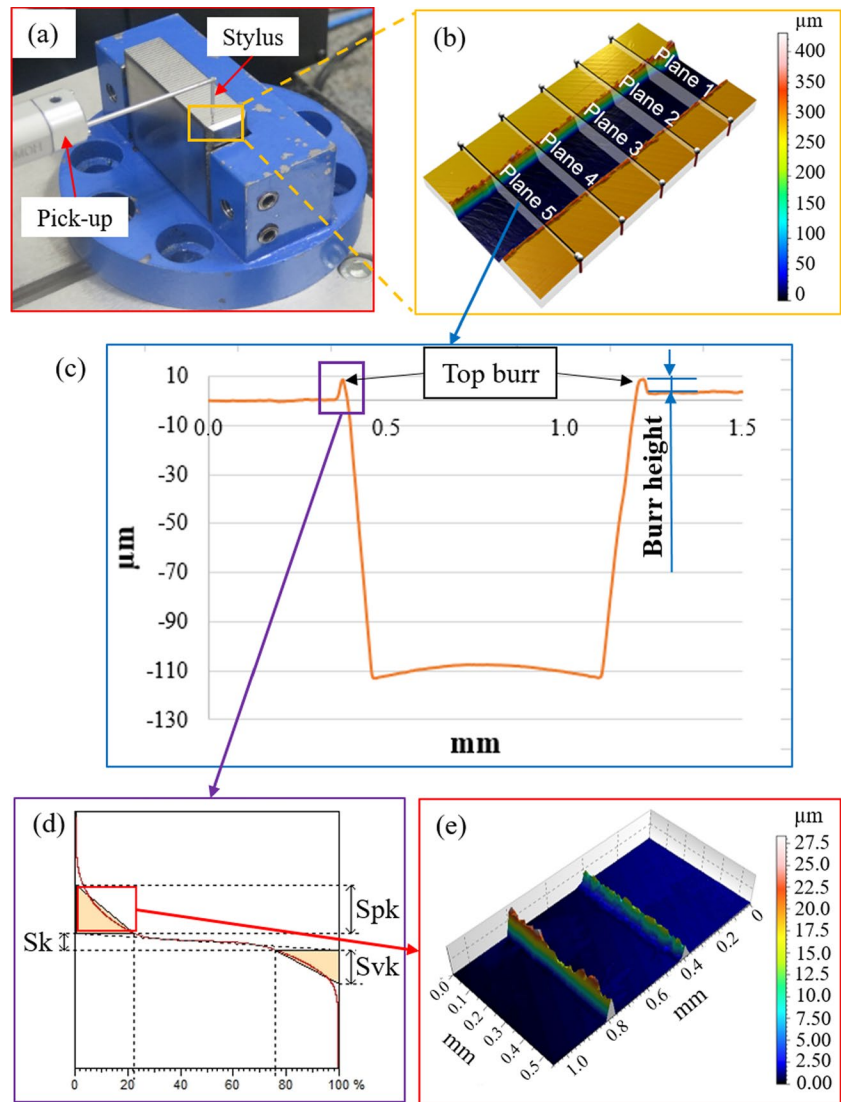 (a)
Stylus
Pick-up
(b)
µm
400
350
300
250
200
150
100
50
0
Plane 1
Plane 2
Plane 3
Plane 4
Plane 5
(c)
Top burr
Burr height
10
-10
-30
-50
-70
-90
-110
-130
µm
0.0 0.5 1.0 1.5
mm
(d)
Spk
Sk
Svk
0 20 40 60 80 100 %
(e)
µm
27.5
25.0
22.5
20.0
17.5
15.0
12.5
10.0
7.50
5.00
2.50
0.00
0.0 0.1 0.2 0.3 0.4 0.5
mm
1.0 0.8 0.6 0.4 0.2 0
mm